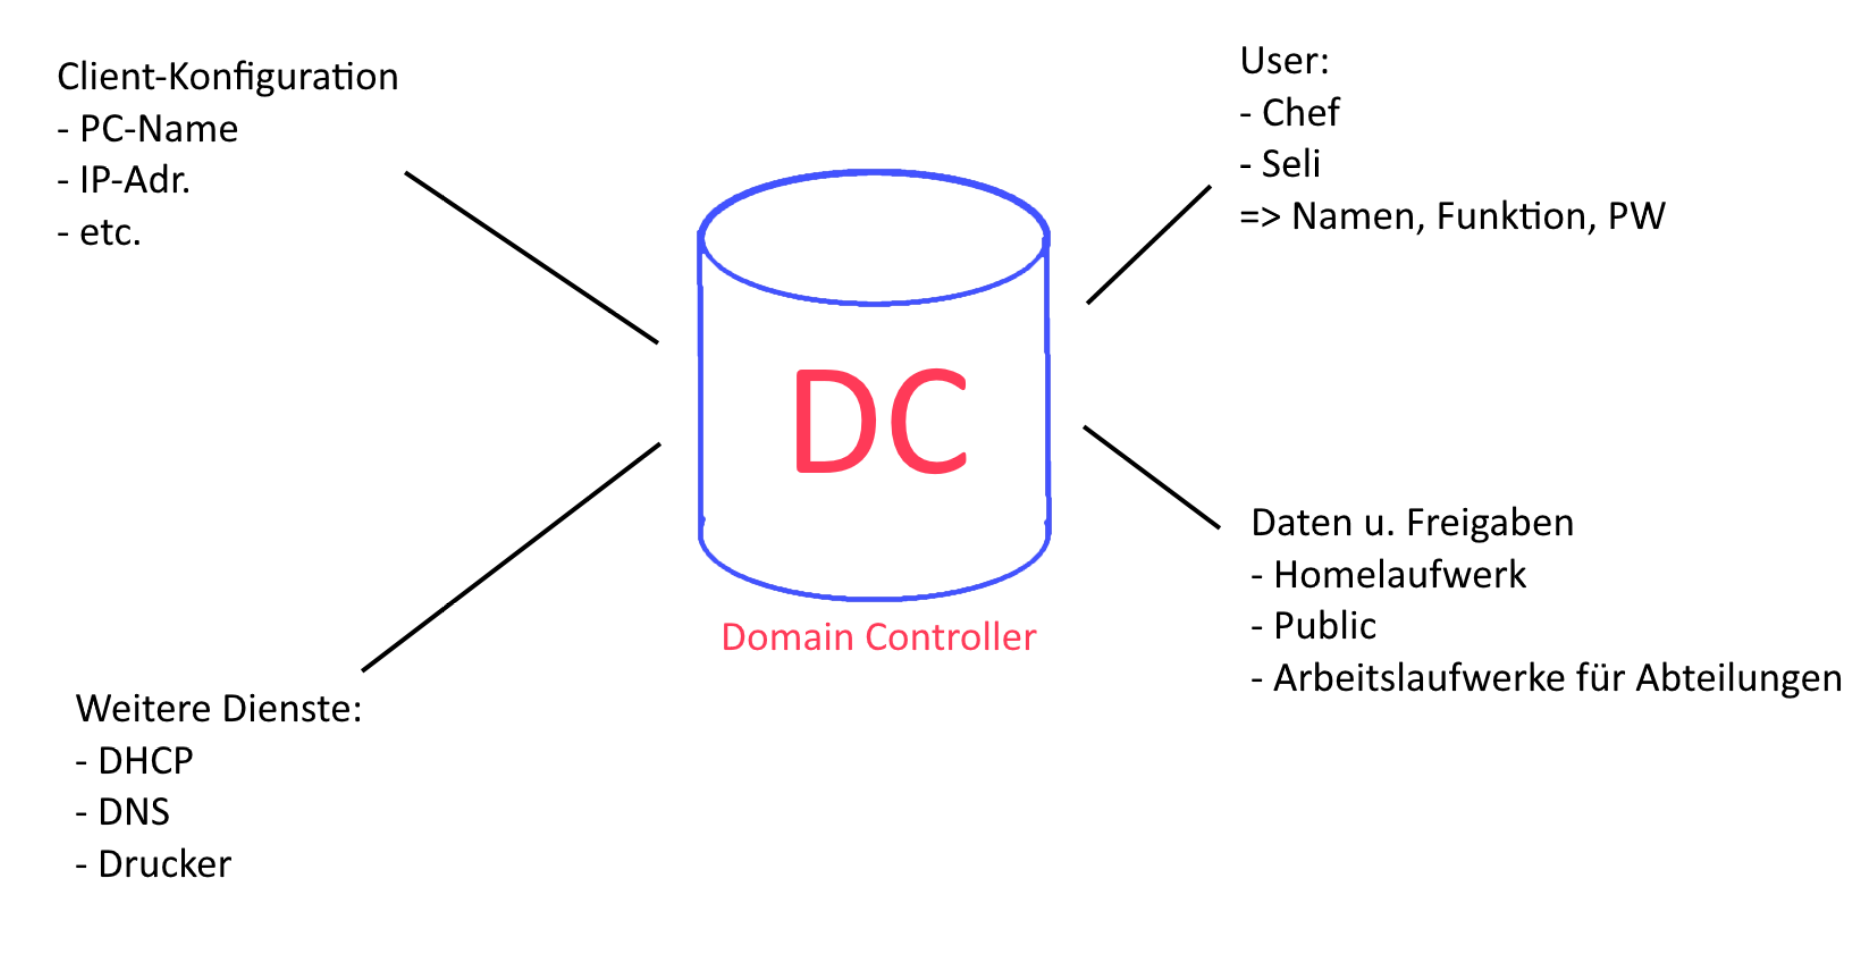 Client-Konfiguration
- PC-Name
- IP-Adr.
- etc.
User:
- Chef
- Seli
=> Namen, Funktion, PW
DC
Domain Controller
Daten u. Freigaben
- Homelaufwerk
- Public
- Arbeitslaufwerke für Abteilungen
Weitere Dienste:
- DHCP
- DNS
- Drucker